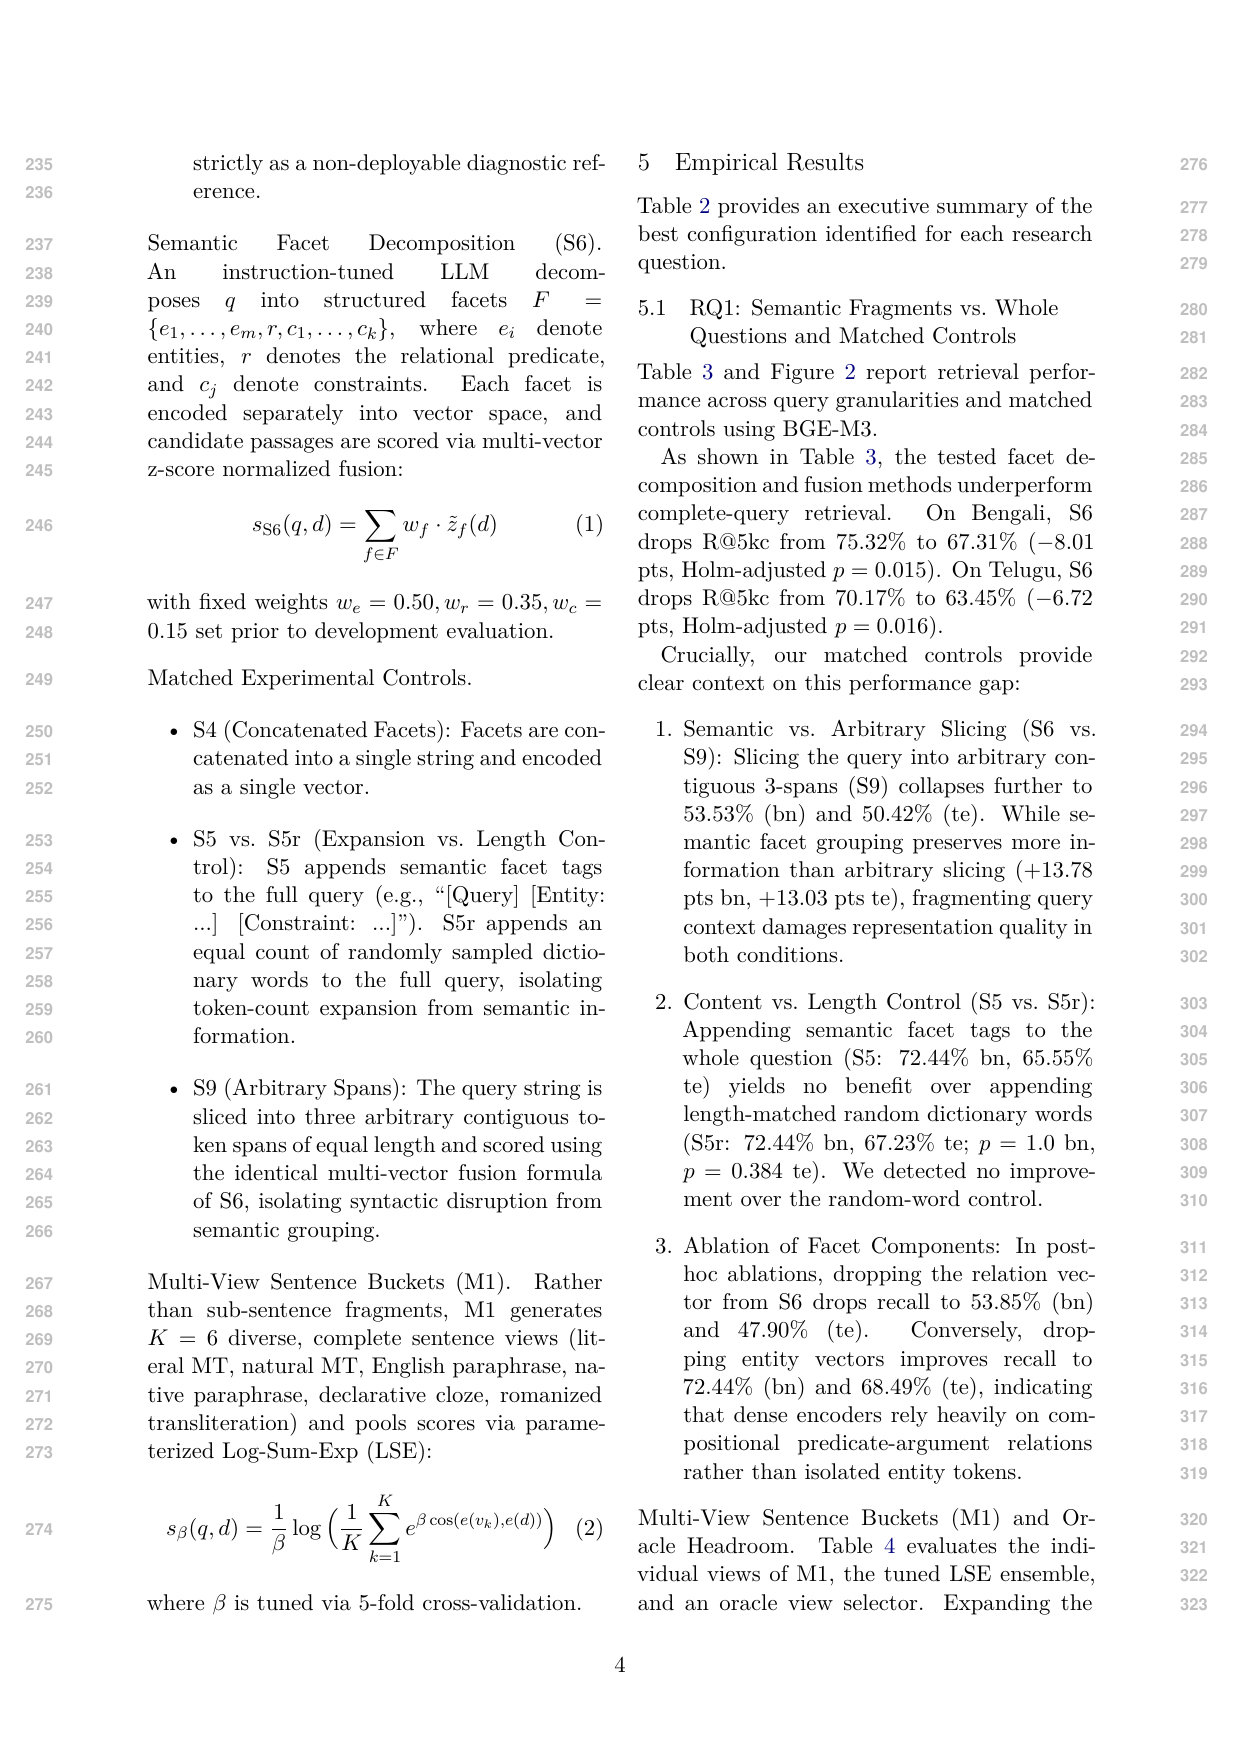 235 strictly as a non-deployable diagnostic ref-
236 erence.
237 Semantic Facet Decomposition (S6).
238 An instruction-tuned LLM decom-
239 poses q into structured facets F =
240 {e₁, . . . , eₘ, r, c₁, . . . , cₖ}, where eᵢ denote
241 entities, r denotes the relational predicate,
242 and cⱼ denote constraints. Each facet is
243 encoded separately into vector space, and
244 candidate passages are scored via multi-vector
245 z-score normalized fusion:
246 s_S6(q, d) = ∑_{f∈F} w_f · z̃_f(d) (1)
247 with fixed weights wₑ = 0.50, wᵣ = 0.35, w_c =
248 0.15 set prior to development evaluation.
249 Matched Experimental Controls.
250 • S4 (Concatenated Facets): Facets are con-
251 catenated into a single string and encoded
252 as a single vector.
253 • S5 vs. S5r (Expansion vs. Length Con-
254 trol): S5 appends semantic facet tags
255 to the full query (e.g., “[Query] [Entity:
256 ...] [Constraint: ...]”). S5r appends an
257 equal count of randomly sampled dictio-
258 nary words to the full query, isolating
259 token-count expansion from semantic in-
260 formation.
261 • S9 (Arbitrary Spans): The query string is
262 sliced into three arbitrary contiguous to-
263 ken spans of equal length and scored using
264 the identical multi-vector fusion formula
265 of S6, isolating syntactic disruption from
266 semantic grouping.
267 Multi-View Sentence Buckets (M1). Rather
268 than sub-sentence fragments, M1 generates
269 K = 6 diverse, complete sentence views (lit-
270 eral MT, natural MT, English paraphrase, na-
271 tive paraphrase, declarative cloze, romanized
272 transliteration) and pools scores via parame-
273 terized Log-Sum-Exp (LSE):
274 s_β(q, d) = 1/β log(1/K ∑_{k=1}^{K} e^{β cos(e(v_k),e(d))}) (2)
275 where β is tuned via 5-fold cross-validation.
5 Empirical Results 276
Table 2 provides an executive summary of the 277
best configuration identified for each research 278
question. 279
5.1 RQ1: Semantic Fragments vs. Whole 280
Questions and Matched Controls 281
Table 3 and Figure 2 report retrieval perfor- 282
mance across query granularities and matched 283
controls using BGE-M3. 284
As shown in Table 3, the tested facet de- 285
composition and fusion methods underperform 286
complete-query retrieval. On Bengali, S6 287
drops R@5kc from 75.32% to 67.31% (−8.01 288
pts, Holm-adjusted p = 0.015). On Telugu, S6 289
drops R@5kc from 70.17% to 63.45% (−6.72 290
pts, Holm-adjusted p = 0.016). 291
Crucially, our matched controls provide 292
clear context on this performance gap: 293
1. Semantic vs. Arbitrary Slicing (S6 vs. 294
S9): Slicing the query into arbitrary con- 295
tiguous 3-spans (S9) collapses further to 296
53.53% (bn) and 50.42% (te). While se- 297
mantic facet grouping preserves more in- 298
formation than arbitrary slicing (+13.78 299
pts bn, +13.03 pts te), fragmenting query 300
context damages representation quality in 301
both conditions. 302
2. Content vs. Length Control (S5 vs. S5r): 303
Appending semantic facet tags to the 304
whole question (S5: 72.44% bn, 65.55% 305
te) yields no benefit over appending 306
length-matched random dictionary words 307
(S5r: 72.44% bn, 67.23% te; p = 1.0 bn, 308
p = 0.384 te). We detected no improve- 309
ment over the random-word control. 310
3. Ablation of Facet Components: In post- 311
hoc ablations, dropping the relation vec- 312
tor from S6 drops recall to 53.85% (bn) 313
and 47.90% (te). Conversely, drop- 314
ping entity vectors improves recall to 315
72.44% (bn) and 68.49% (te), indicating 316
that dense encoders rely heavily on com- 317
positional predicate-argument relations 318
rather than isolated entity tokens. 319
Multi-View Sentence Buckets (M1) and Or- 320
acle Headroom. Table 4 evaluates the indi- 321
vidual views of M1, the tuned LSE ensemble, 322
and an oracle view selector. Expanding the 323
4